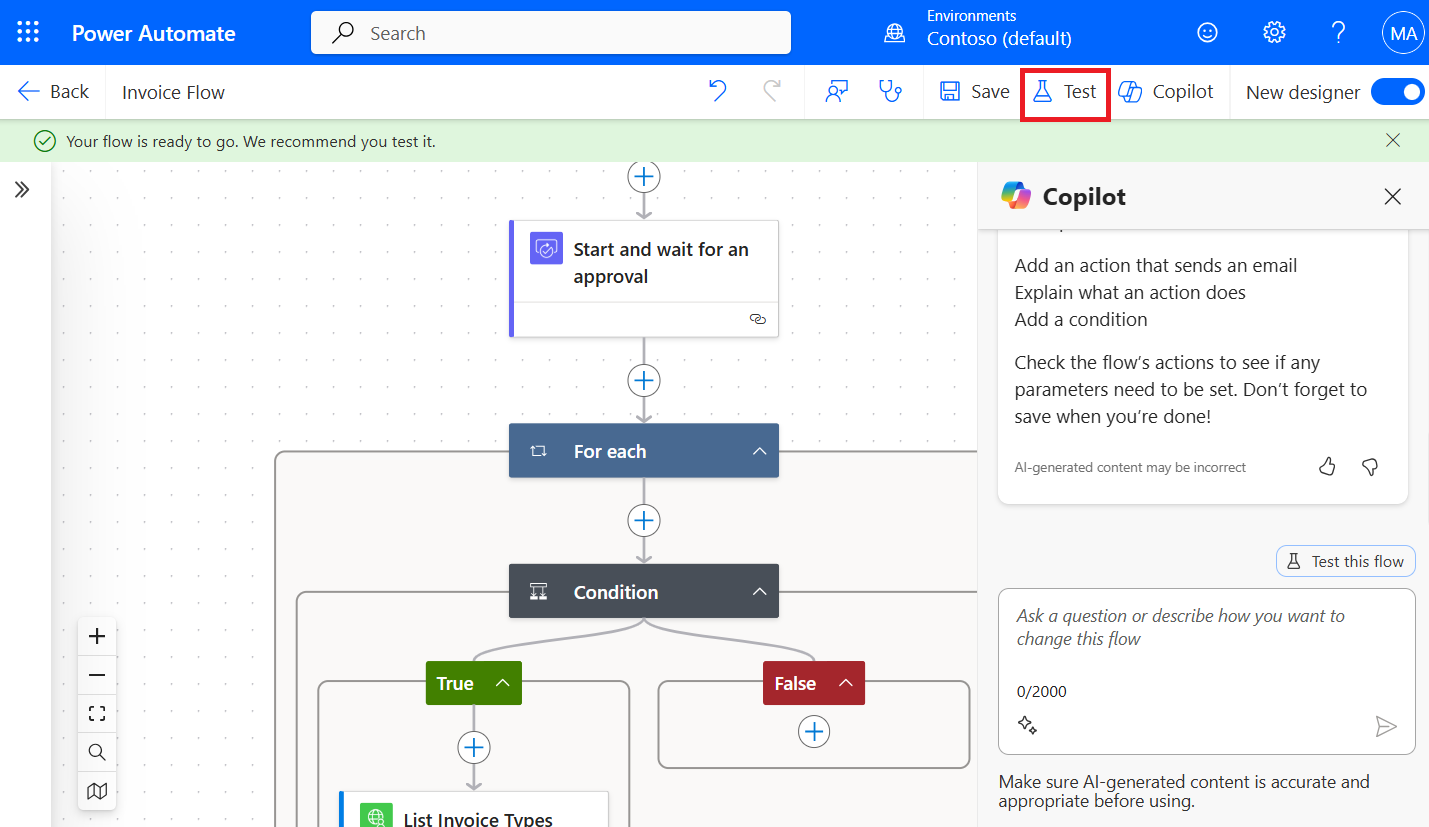 Power Automate
Search
Environments
Contoso (default)
MA
Back
Invoice Flow
Save
Test
Copilot
New designer
Your flow is ready to go. We recommend you test it.
Start and wait for an
approval
For each
Condition
True
False
List Invoice Types
Copilot
Add an action that sends an email
Explain what an action does
Add a condition
Check the flow’s actions to see if any
parameters need to be set. Don’t forget to
save when you’re done!
AI-generated content may be incorrect
Test this flow
Ask a question or describe how you want to
change this flow
0/2000
Make sure AI-generated content is accurate and
appropriate before using.